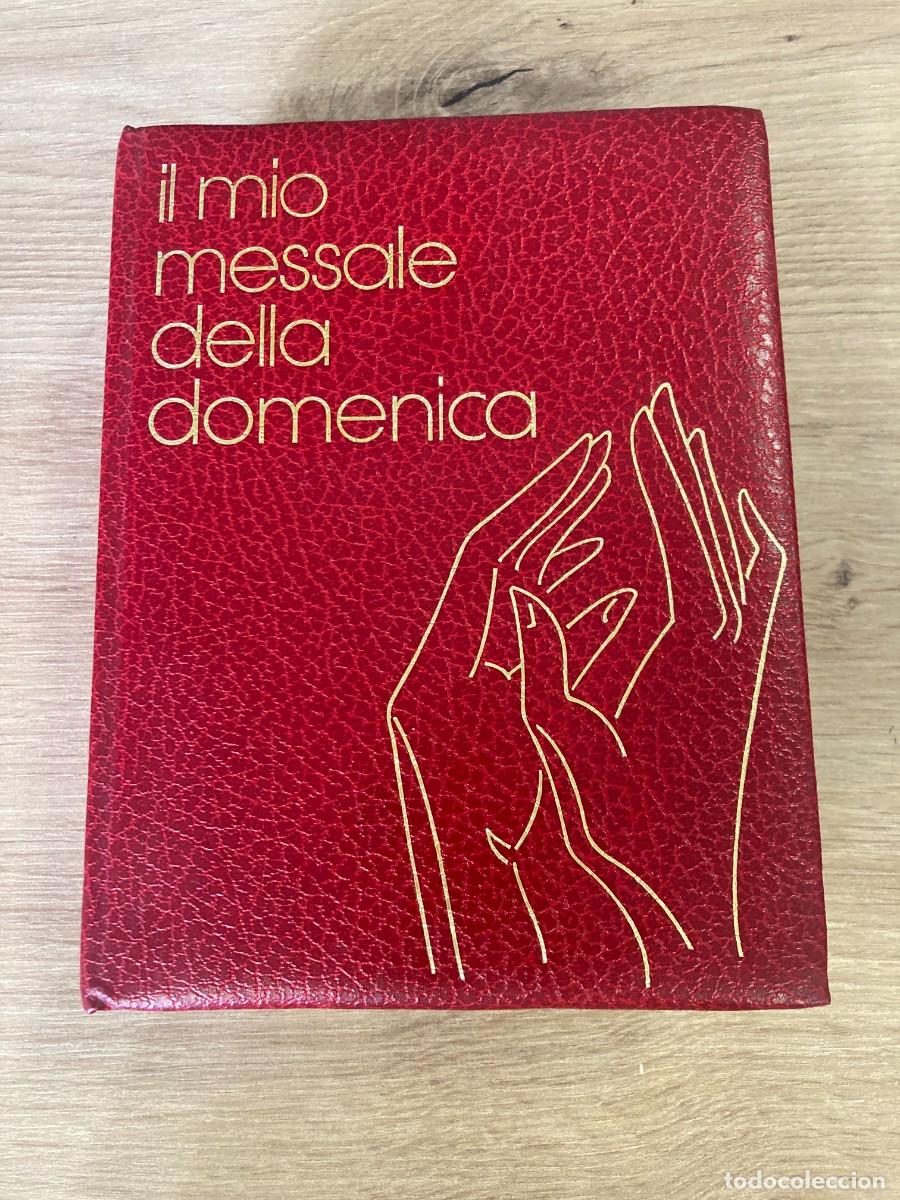 il mio
messale
della
domenica
todocoleccion